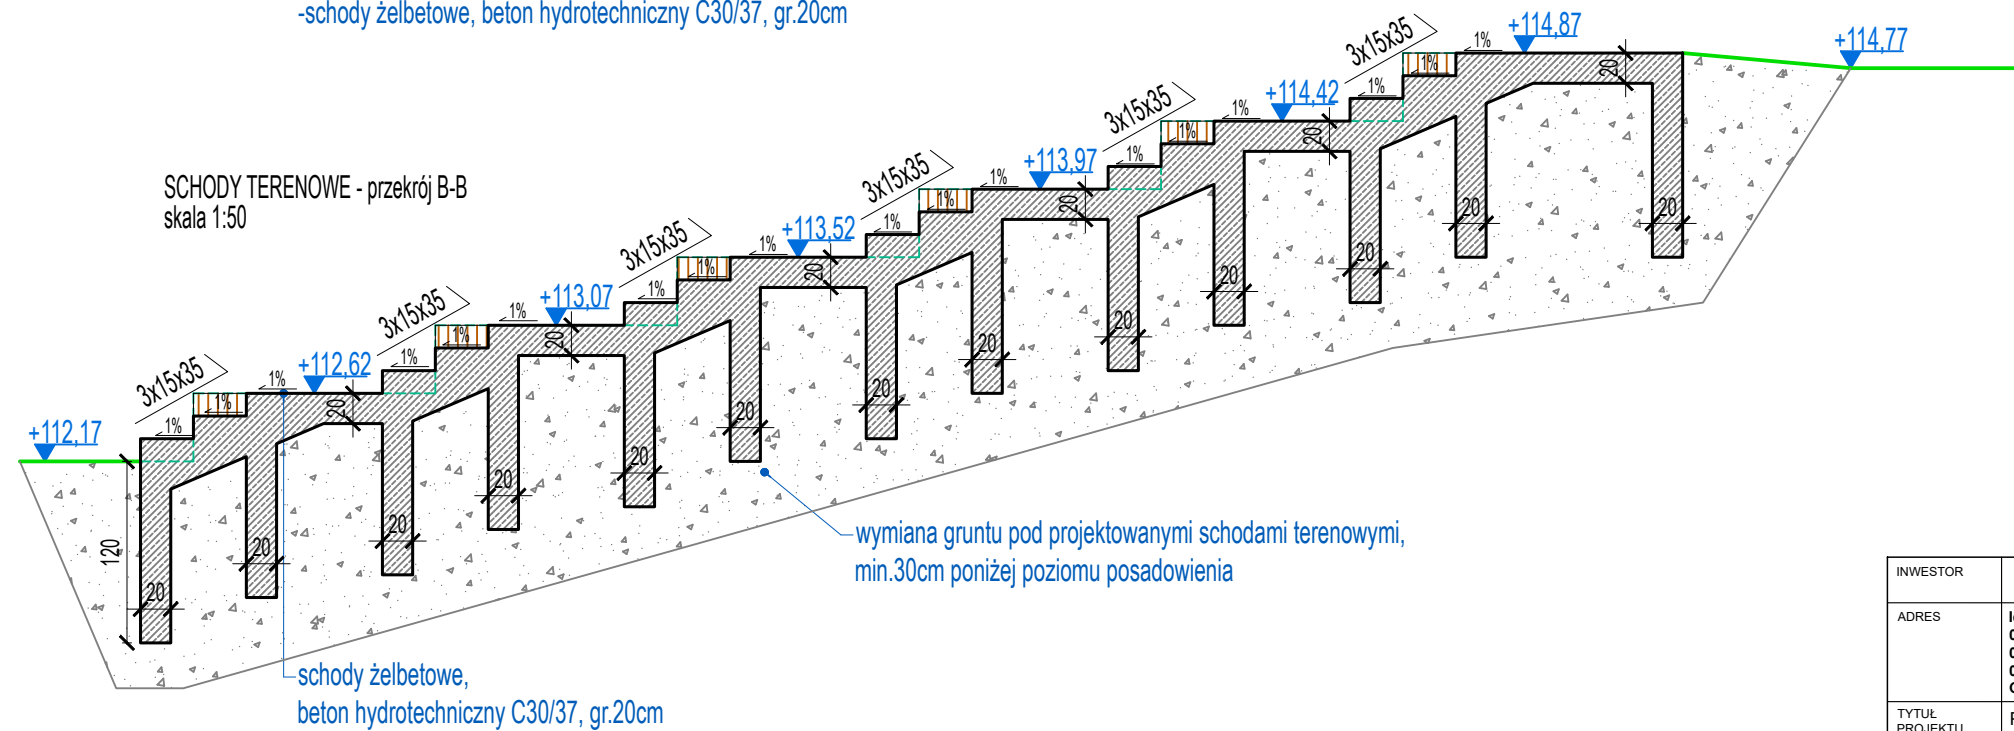 -schody żelbetowe, beton hydrotechniczny C30/37, gr.20cm
SCHODY TERENOWE - przekrój B-B
skala 1:50
+112,17
3x15x35
1%
1%
1%
+112,62
20
3x15x35
1%
1%
1%
+113,07
20
3x15x35
1%
1%
1%
+113,52
20
3x15x35
1%
1%
1%
+113,97
20
3x15x35
1%
1%
1%
+114,42
20
3x15x35
1%
1%
1%
+114,87
20
+114,77
120
20
20
20
20
20
20
20
20
20
20
20
20
20
wymiana gruntu pod projektowanymi schodami terenowymi,
min.30cm poniżej poziomu posadowienia
schody żelbetowe,
beton hydrotechniczny C30/37, gr.20cm
INWESTOR
ADRES
TYTUŁ
PROJEKTU